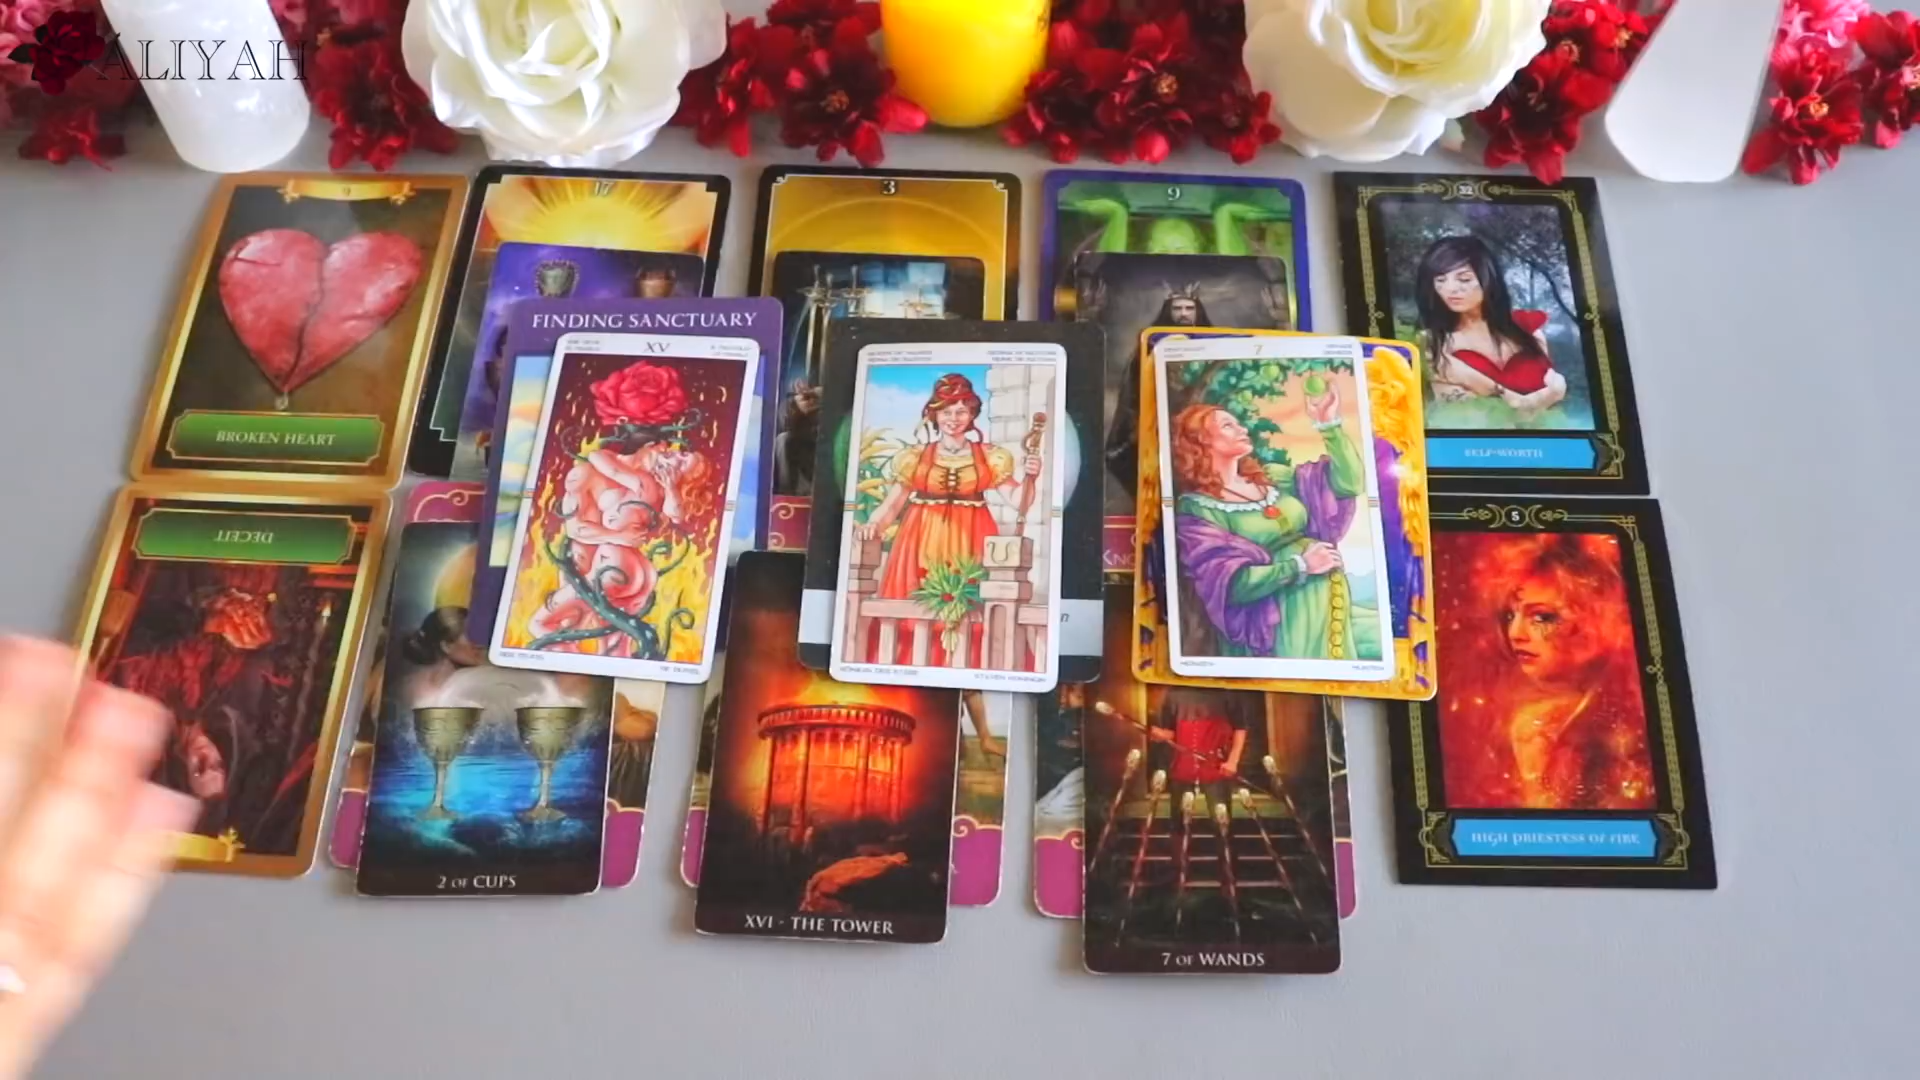 ALIYAH
9
17
3
9
32
BROKEN HEART
FINDING SANCTUARY
XV
7
SELF-WORTH
DECEIT
5
2 OF CUPS
XVI - THE TOWER
7 OF WANDS
HIGH PRIESTESS OF FIRE